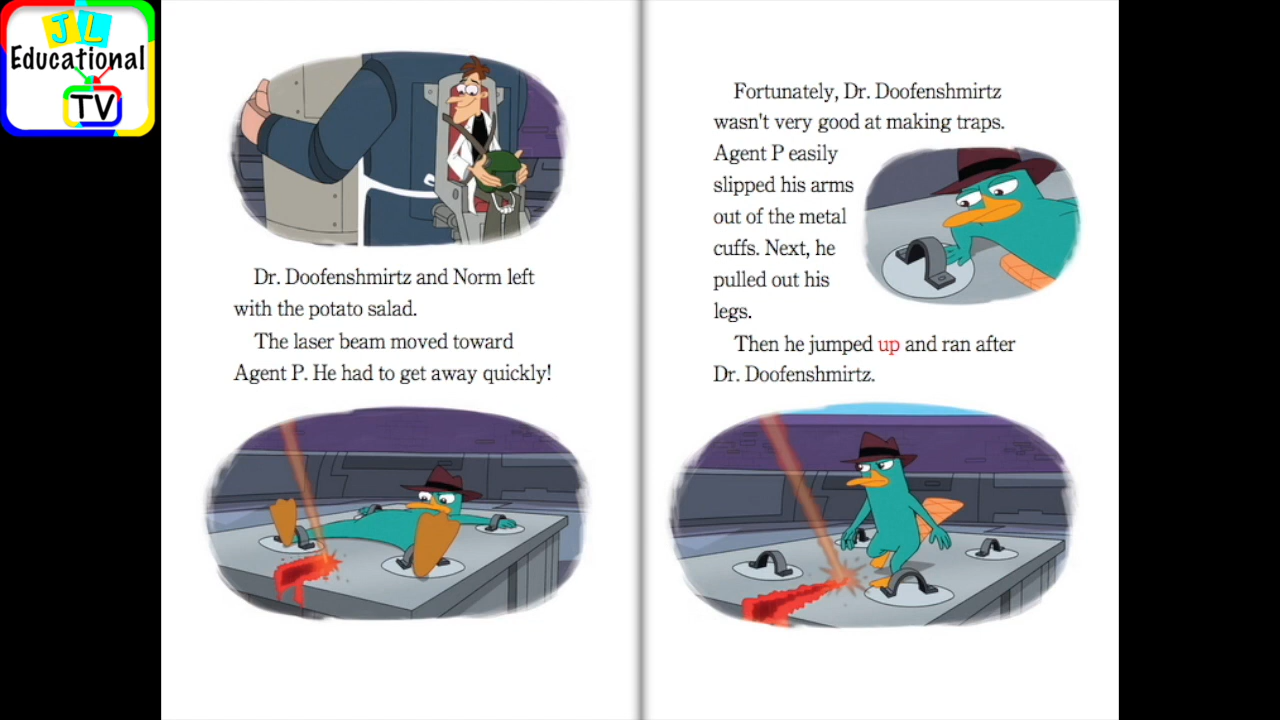 JL
Educational
TV
Dr. Doofenshmirtz and Norm left
with the potato salad.
The laser beam moved toward
Agent P. He had to get away quickly!
Fortunately, Dr. Doofenshmirtz
wasn't very good at making traps.
Agent P easily
slipped his arms
out of the metal
cuffs. Next, he
pulled out his
legs.
Then he jumped up and ran after
Dr. Doofenshmirtz.